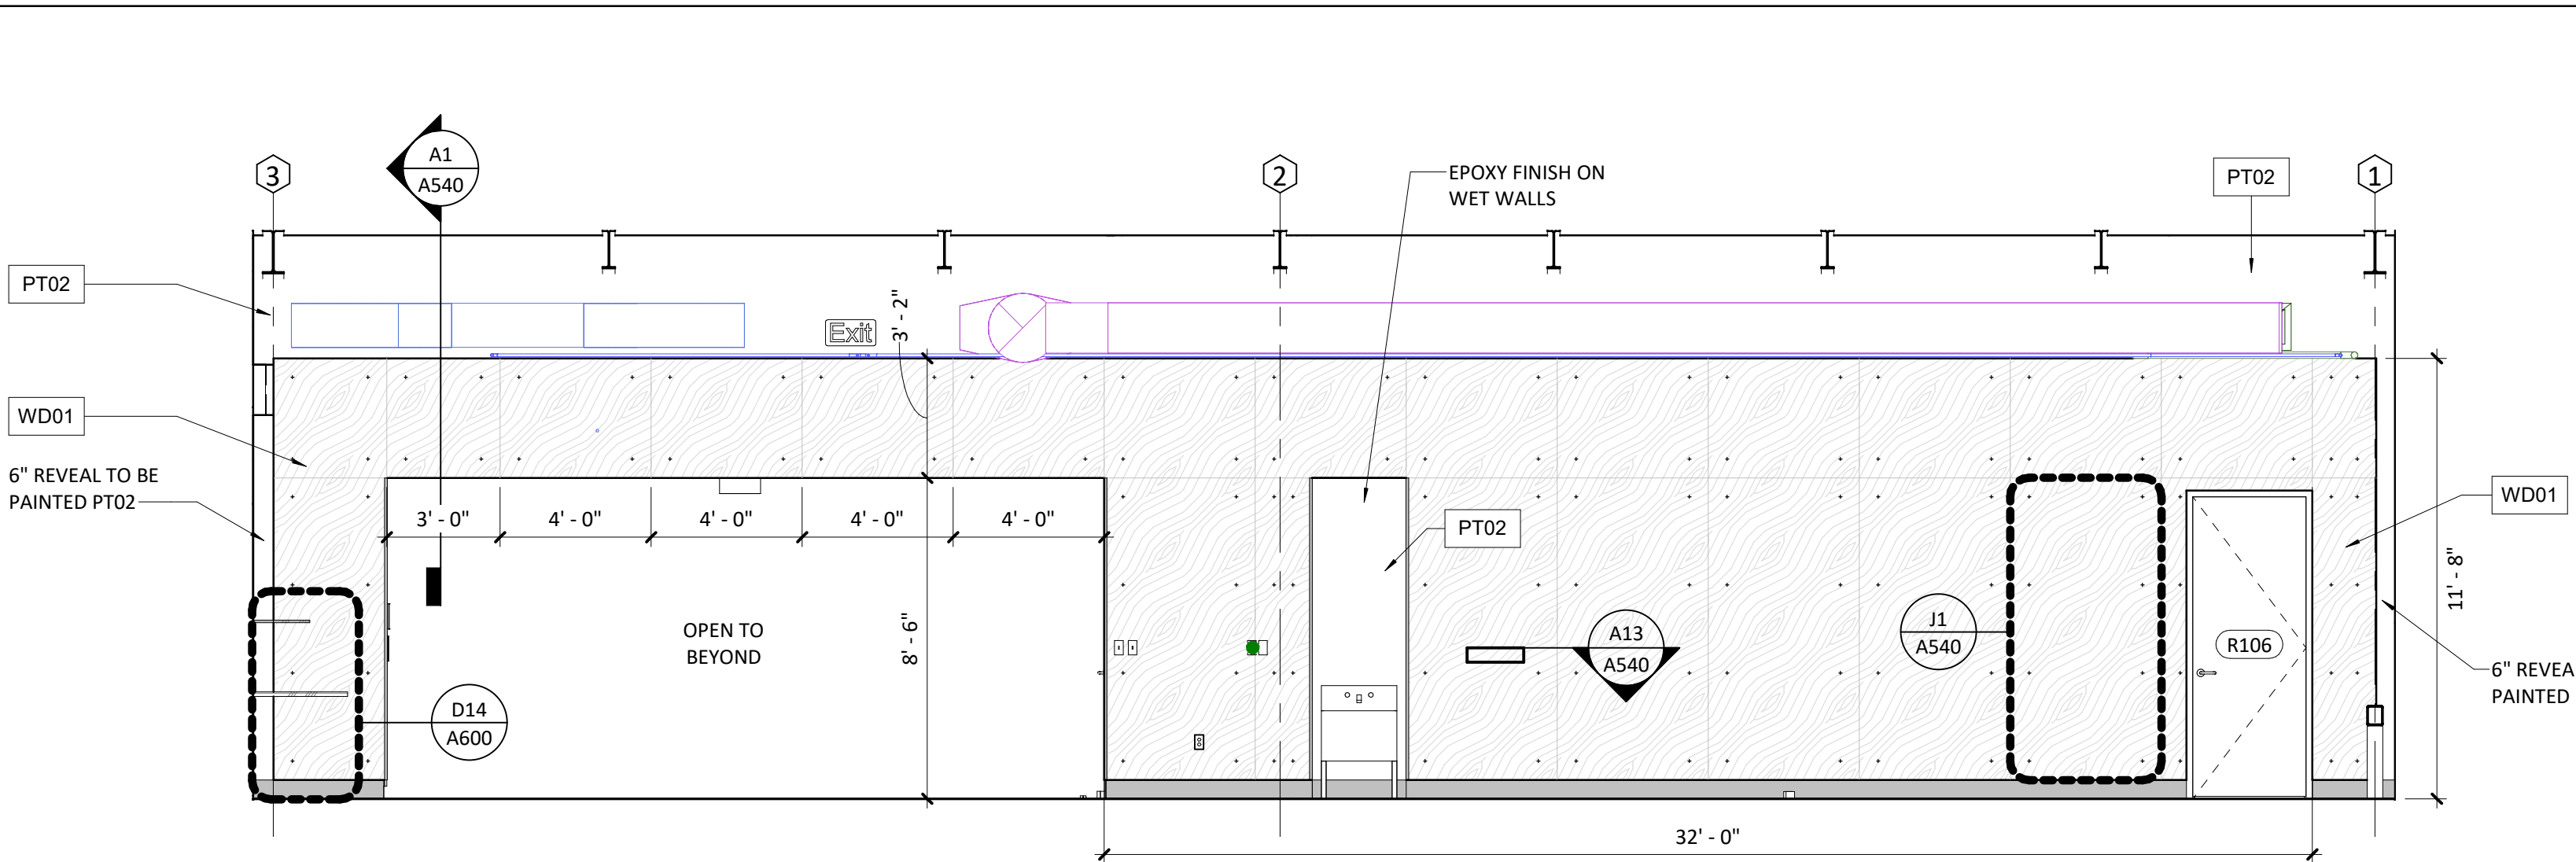 A1
A540
3
2
EPOXY FINISH ON
WET WALLS
PT02
1
PT02
3' - 2"
Exit
WD01
6" REVEAL TO BE
PAINTED PT02
WD01
3' - 0"
4' - 0"
4' - 0"
4' - 0"
4' - 0"
PT02
11' - 8"
OPEN TO
BEYOND
8' - 6"
A13
A540
J1
A540
R106
6" REVEA
PAINTED
D14
A600
32' - 0"